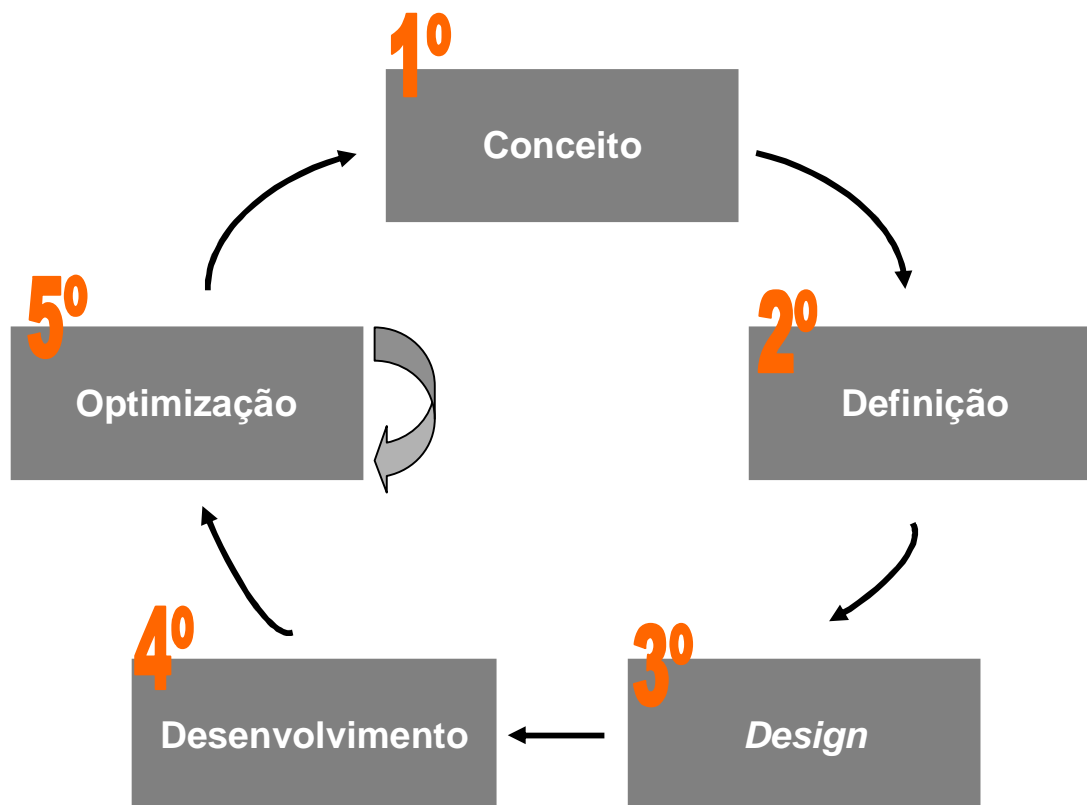 1º
Conceito
2º
Definição
3º
Design
4º
Desenvolvimento
5º
Optimização